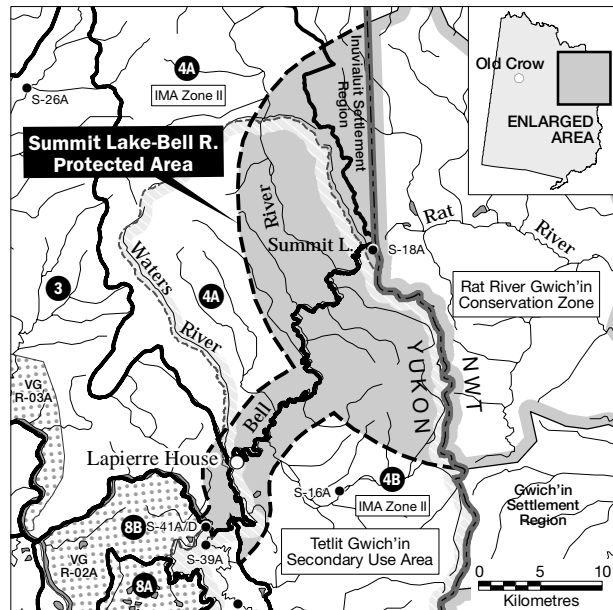 4A
S-26A
IMA Zone II
Inuvialuit Settlement
Region
Old Crow
ENLARGED
AREA
Summit Lake-Bell R.
Protected Area
River
Rat
River
Summit L.
S-18A
Waters
River
3
4A
Rat River Gwich'in
Conservation Zone
YUKON
NWT
VG
R-03A
Bell
Lapierre House
4B
S-16A
IMA Zone II
Gwich'in
Settlement
Region
8B
S-41A/D
Tetlit Gwich'in
Secondary Use Area
S-39A
VG
R-02A
8A
0 5 10
Kilometres